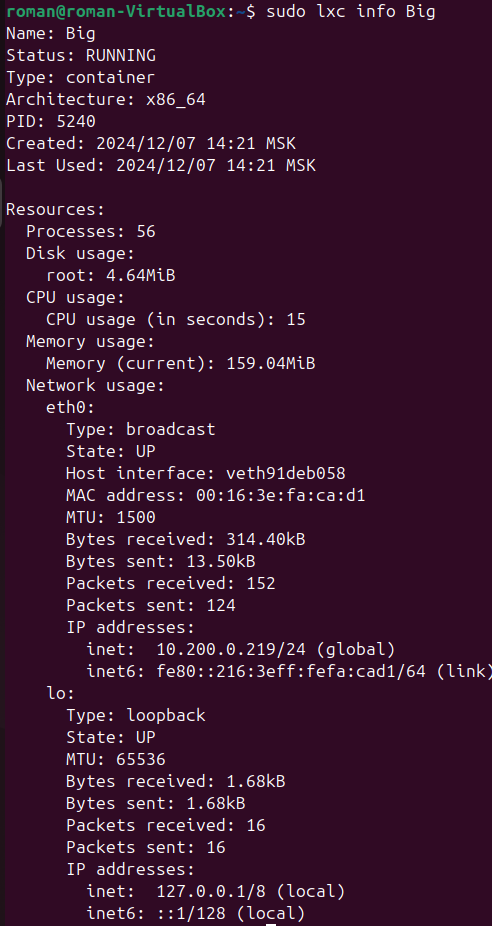 roman@roman-VirtualBox:~$ sudo lxc info Big
Name: Big
Status: RUNNING
Type: container
Architecture: x86_64
PID: 5240
Created: 2024/12/07 14:21 MSK
Last Used: 2024/12/07 14:21 MSK

Resources:
  Processes: 56
  Disk usage:
    root: 4.64MiB
  CPU usage:
    CPU usage (in seconds): 15
  Memory usage:
    Memory (current): 159.04MiB
  Network usage:
    eth0:
      Type: broadcast
      State: UP
      Host interface: veth91deb058
      MAC address: 00:16:3e:fa:ca:d1
      MTU: 1500
      Bytes received: 314.40kB
      Bytes sent: 13.50kB
      Packets received: 152
      Packets sent: 124
      IP addresses:
        inet:  10.200.0.219/24 (global)
        inet6: fe80::216:3eff:fefa:cad1/64 (link)
    lo:
      Type: loopback
      State: UP
      MTU: 65536
      Bytes received: 1.68kB
      Bytes sent: 1.68kB
      Packets received: 16
      Packets sent: 16
      IP addresses:
        inet:  127.0.0.1/8 (local)
        inet6: ::1/128 (local)